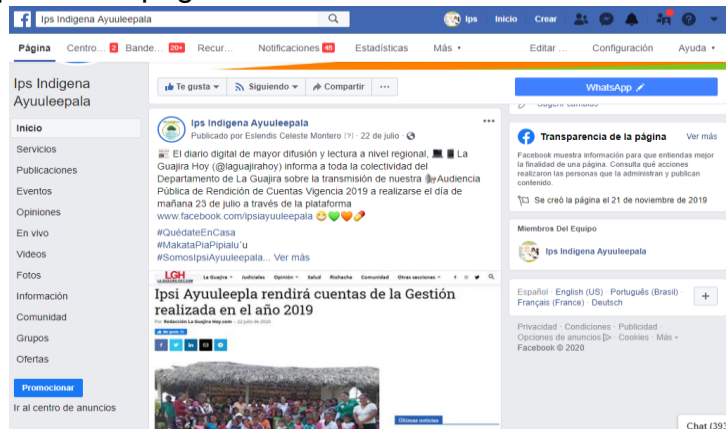 Ips Indigena Ayuuleepala
Ips Inicio Crear
Página Centro... 2 Bande... 20+ Recur... Notificaciones 45 Estadísticas Más Editar ... Configuración Ayuda
Ips Indigena
Ayuuleepala
Inicio
Servicios
Publicaciones
Eventos
Opiniones
En vivo
Videos
Fotos
Información
Comunidad
Grupos
Ofertas
Promocionar
Ir al centro de anuncios
Te gusta Siguiendo Compartir ...
Ips Indigena Ayuuleepala
Publicado por Eslendis Celeste Montero [?] · 22 de julio ·
El diario digital de mayor difusión y lectura a nivel regional, La
Guajira Hoy (@laguajirahoy) informa a toda la colectividad del
Departamento de La Guajira sobre la transmisión de nuestra Audiencia
Pública de Rendición de Cuentas Vigencia 2019 a realizarse el día de
mañana 23 de julio a través de la plataforma
www.facebook.com/ipsiayuuleepala
#QuédateEnCasa
#MakataPiaPipialu´u
#SomosIpsiAyuuleepala... Ver más
LGH La Guajira Judiciales Opinión Salud Riohacha Comunidad Otras secciones
Ipsi Ayuuleepla rendirá cuentas de la Gestión
realizada en el año 2019
Por Redacción La Guajira Hoy.com - 22 julio de 2020
Últimas noticias
WhatsApp
Sugerir cambios
Transparencia de la página Ver más
Facebook muestra información para que entiendas mejor
la finalidad de una página. Consulta qué acciones
realizaron las personas que la administran y publican
contenido.
Se creó la página el 21 de noviembre de 2019
Miembros Del Equipo
Ips Indigena Ayuuleepala
Español · English (US) · Português (Brasil) ·
Français (France) · Deutsch
Privacidad · Condiciones · Publicidad ·
Opciones de anuncios · Cookies · Más
Facebook © 2020